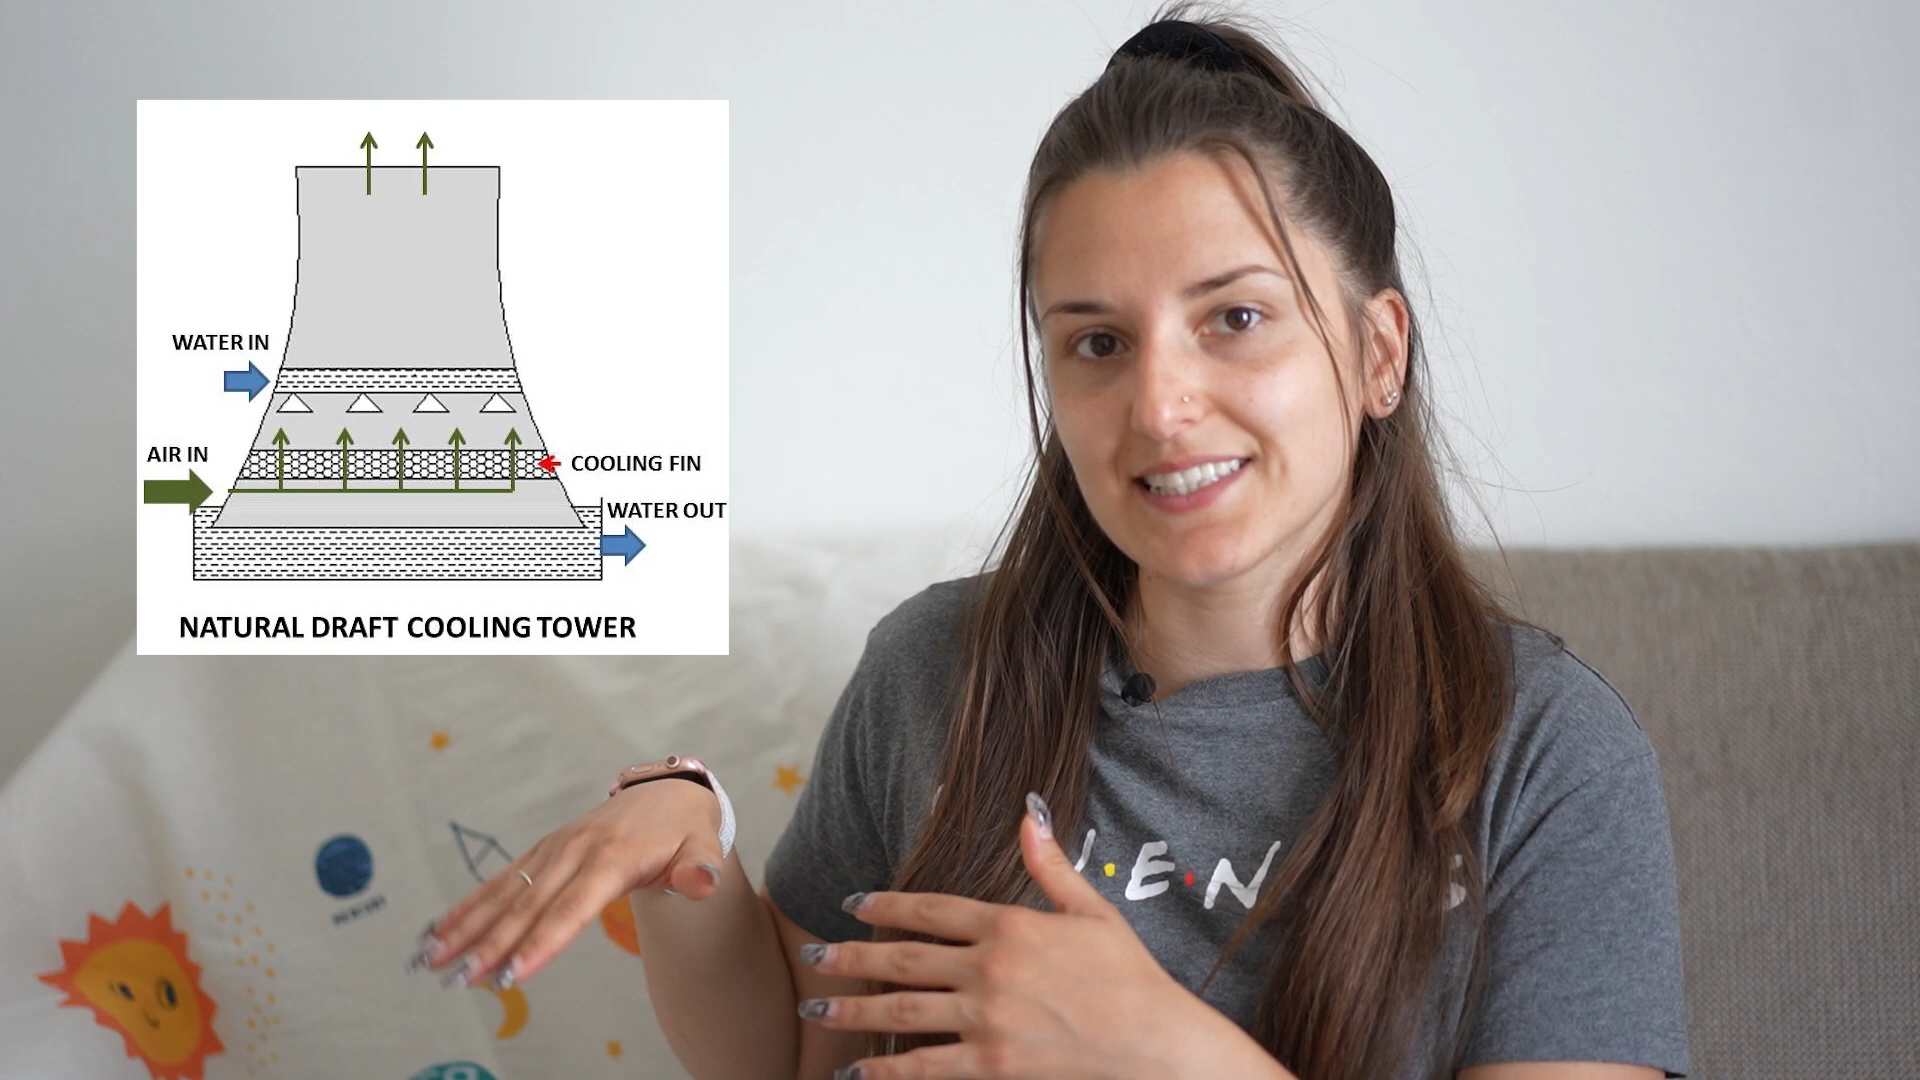 WATER IN
AIR IN
COOLING FIN
WATER OUT
NATURAL DRAFT COOLING TOWER
E N